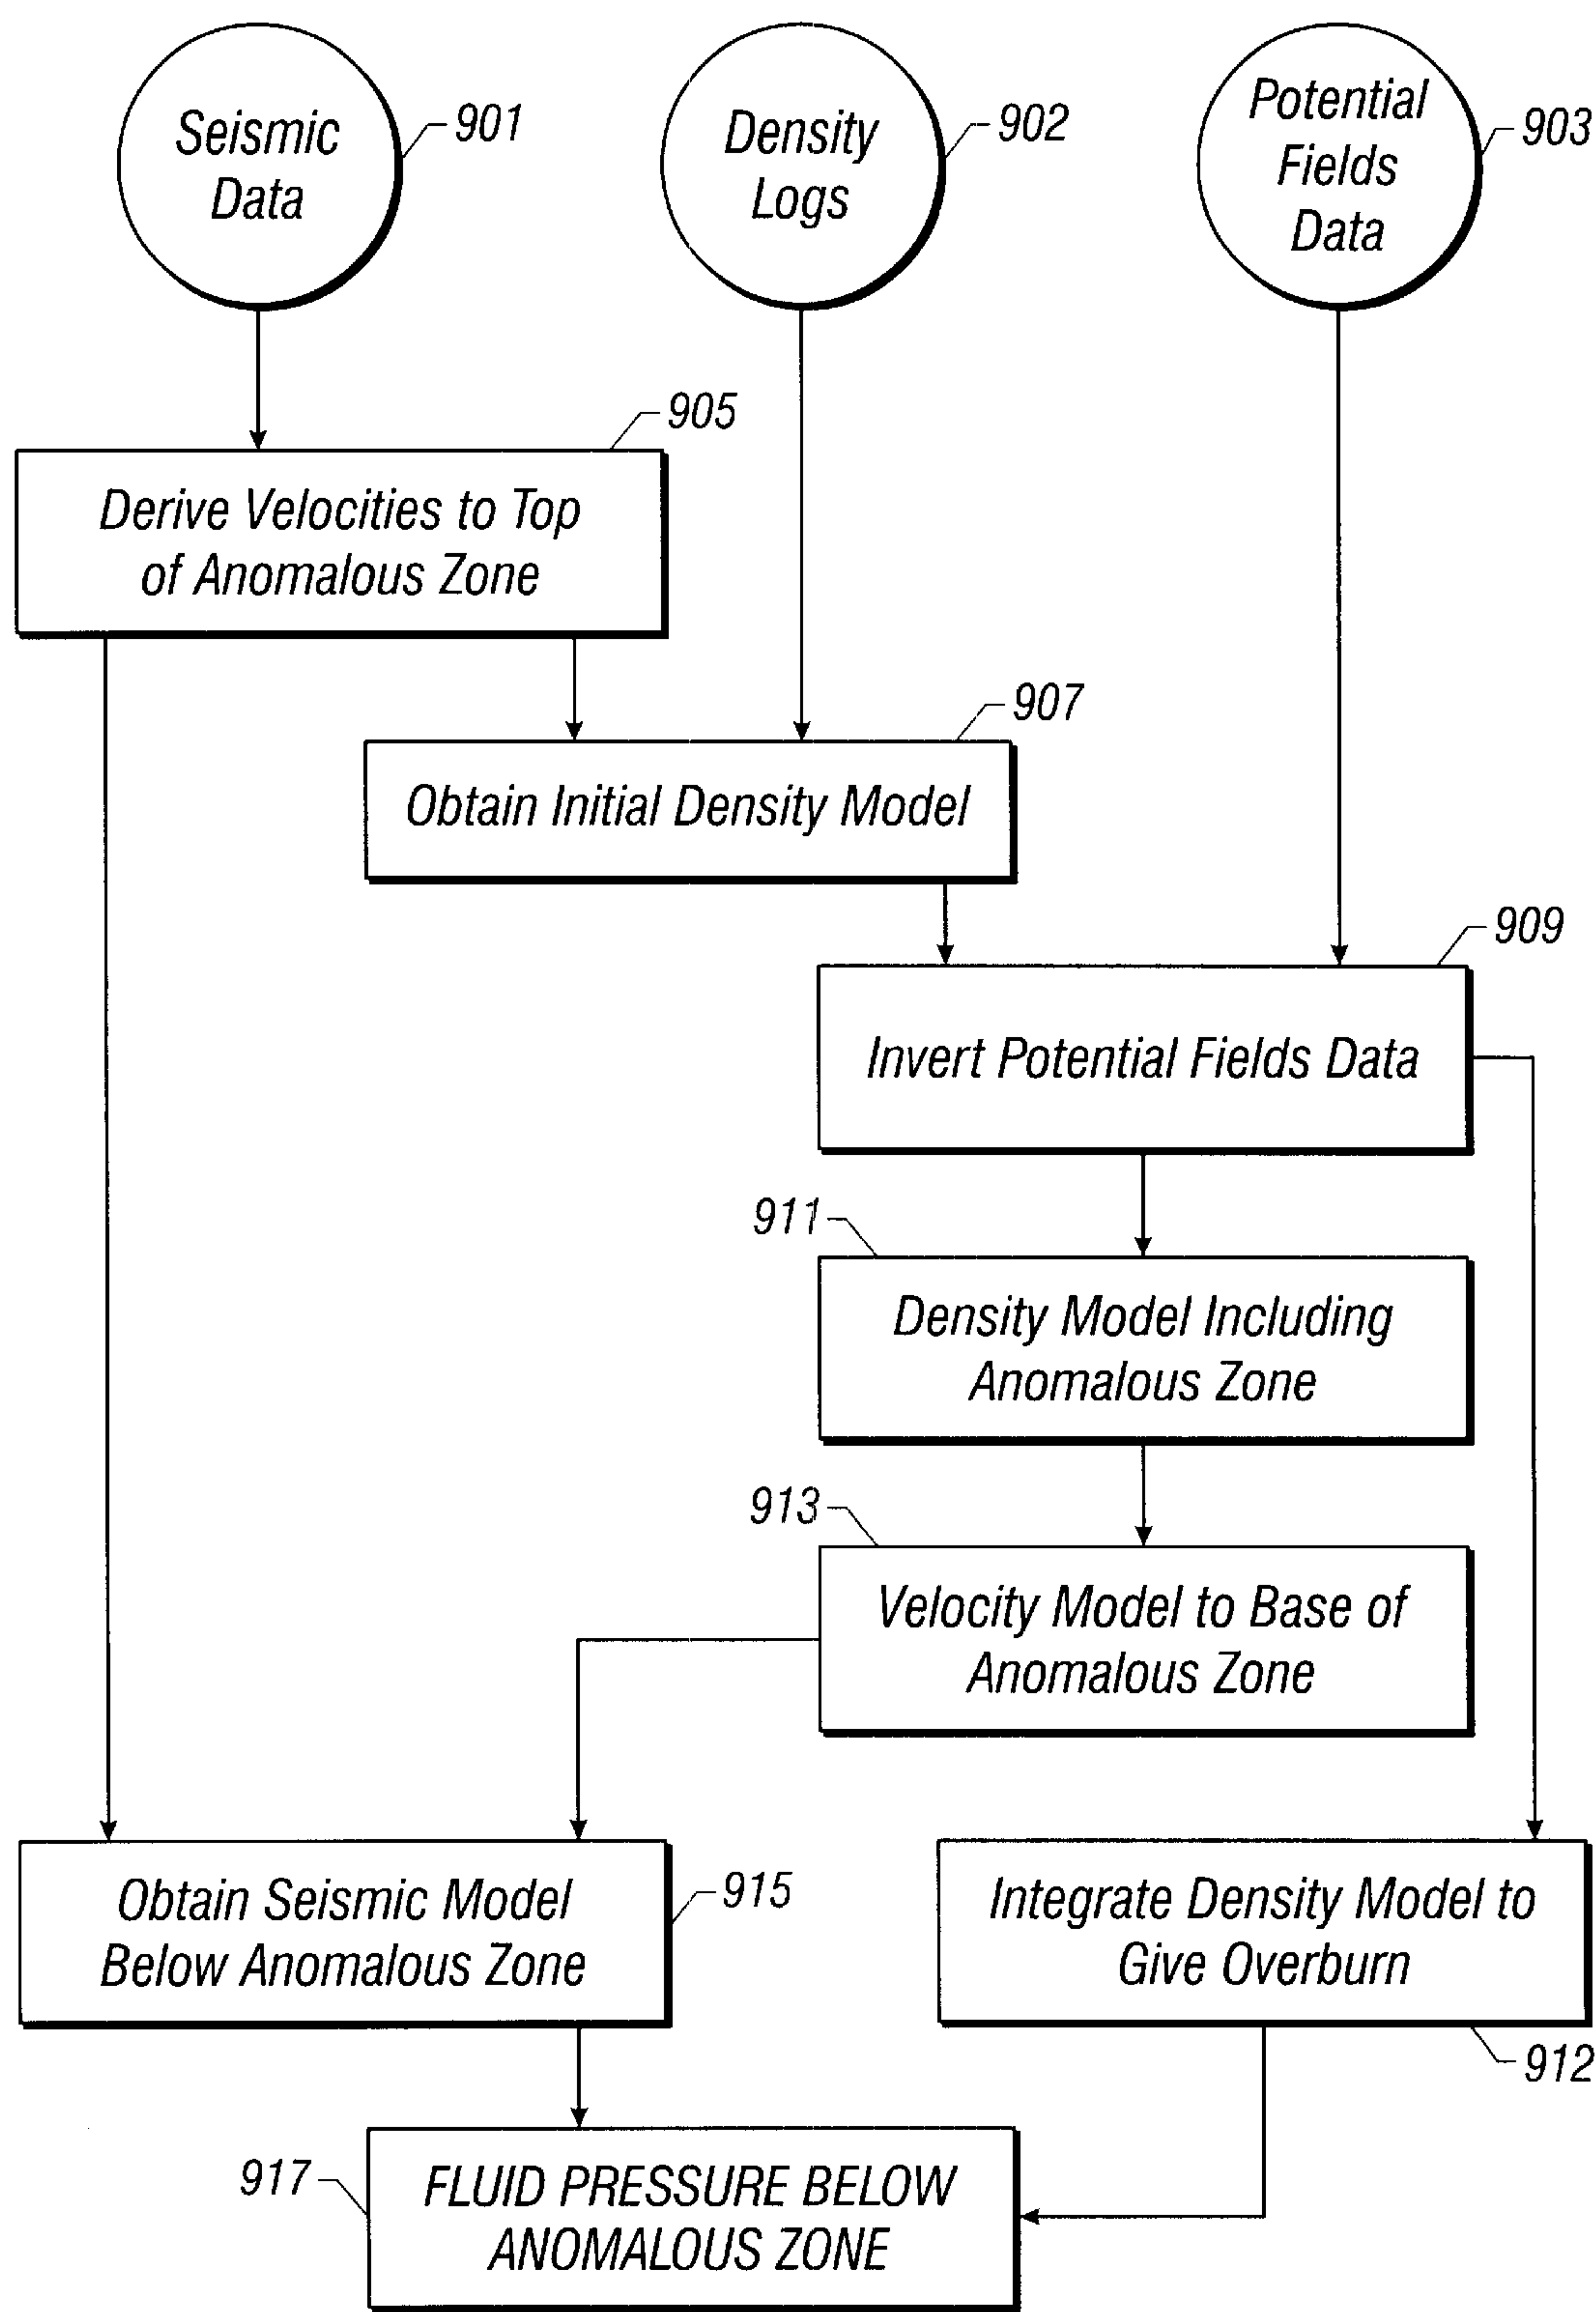 Seismic
Data
901
Density
Logs
902
Potential
Fields
Data
903
905
Derive Velocities to Top
of Anomalous Zone
907
Obtain Initial Density Model
909
Invert Potential Fields Data
911
Density Model Including
Anomalous Zone
913
Velocity Model to Base of
Anomalous Zone
Obtain Seismic Model
Below Anomalous Zone
915
Integrate Density Model to
Give Overburn
912
917
FLUID PRESSURE BELOW
ANOMALOUS ZONE